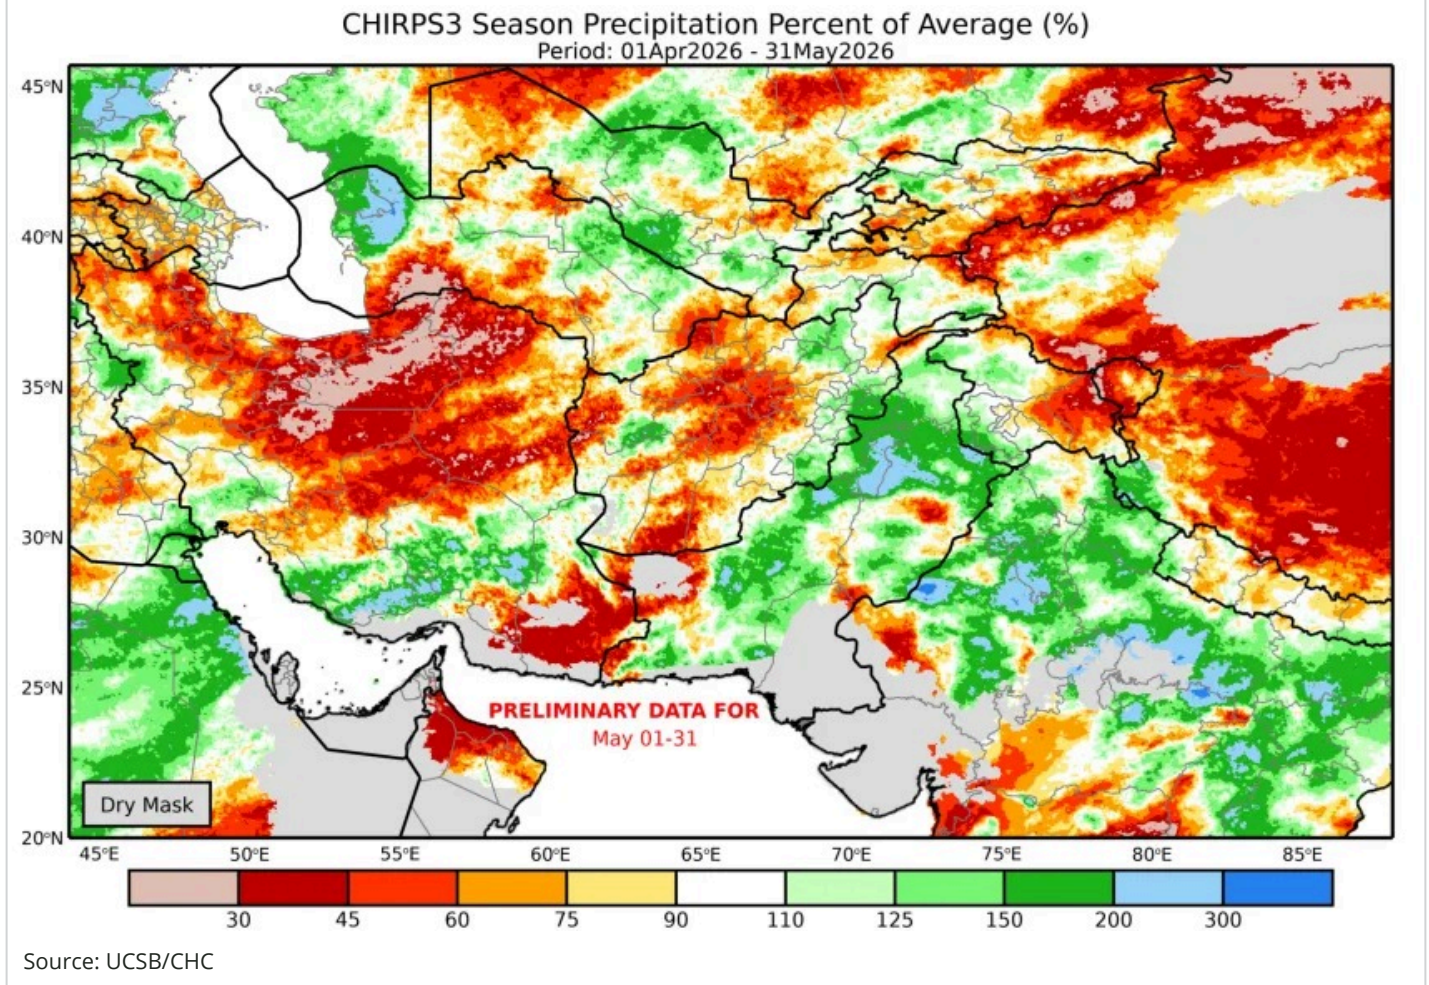 CHIRPS3 Season Precipitation Percent of Average (%)
Period: 01Apr2026 - 31May2026
45°N
40°N
35°N
30°N
25°N
20°N
PRELIMINARY DATA FOR
May 01-31
Dry Mask
45°E 50°E 55°E 60°E 65°E 70°E 75°E 80°E 85°E
30 45 60 75 90 110 125 150 200 300
Source: UCSB/CHC